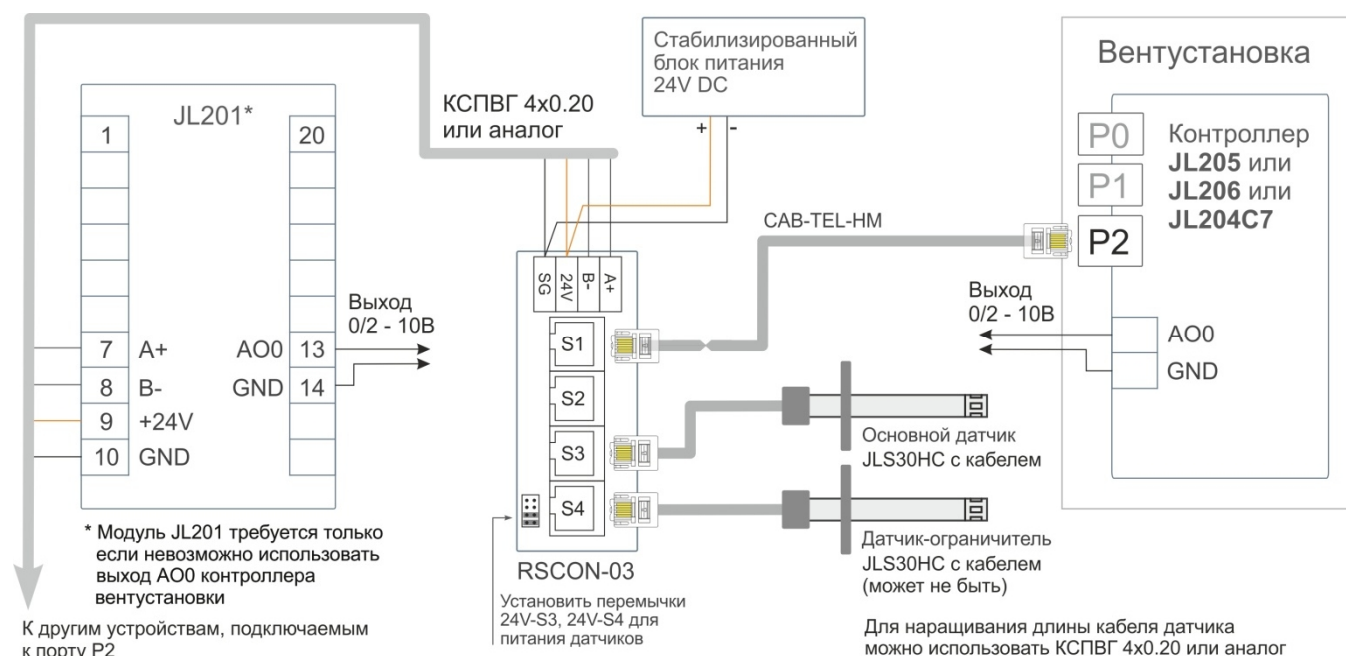 JL201*
1
20
7
A+
AO0
13
8
B-
GND
14
9
+24V
10
GND
Выход
0/2 - 10В
* Модуль JL201 требуется только
если невозможно использовать
выход AO0 контроллера
вентустановки
К другим устройствам, подключаемым
к порту P2
КСПВГ 4x0.20
или аналог
Стабилизированный
блок питания
24V DC
+
-
SG
24V
B-
A+
S1
S2
S3
S4
RSCON-03
Установить перемычки
24V-S3, 24V-S4 для
питания датчиков
CAB-TEL-HM
Основной датчик
JLS30HC с кабелем
Датчик-ограничитель
JLS30HC с кабелем
(может не быть)
Для наращивания длины кабеля датчика
можно использовать КСПВГ 4x0.20 или аналог
Вентустановка
P0
P1
P2
Контроллер
JL205 или
JL206 или
JL204C7
Выход
0/2 - 10В
AO0
GND